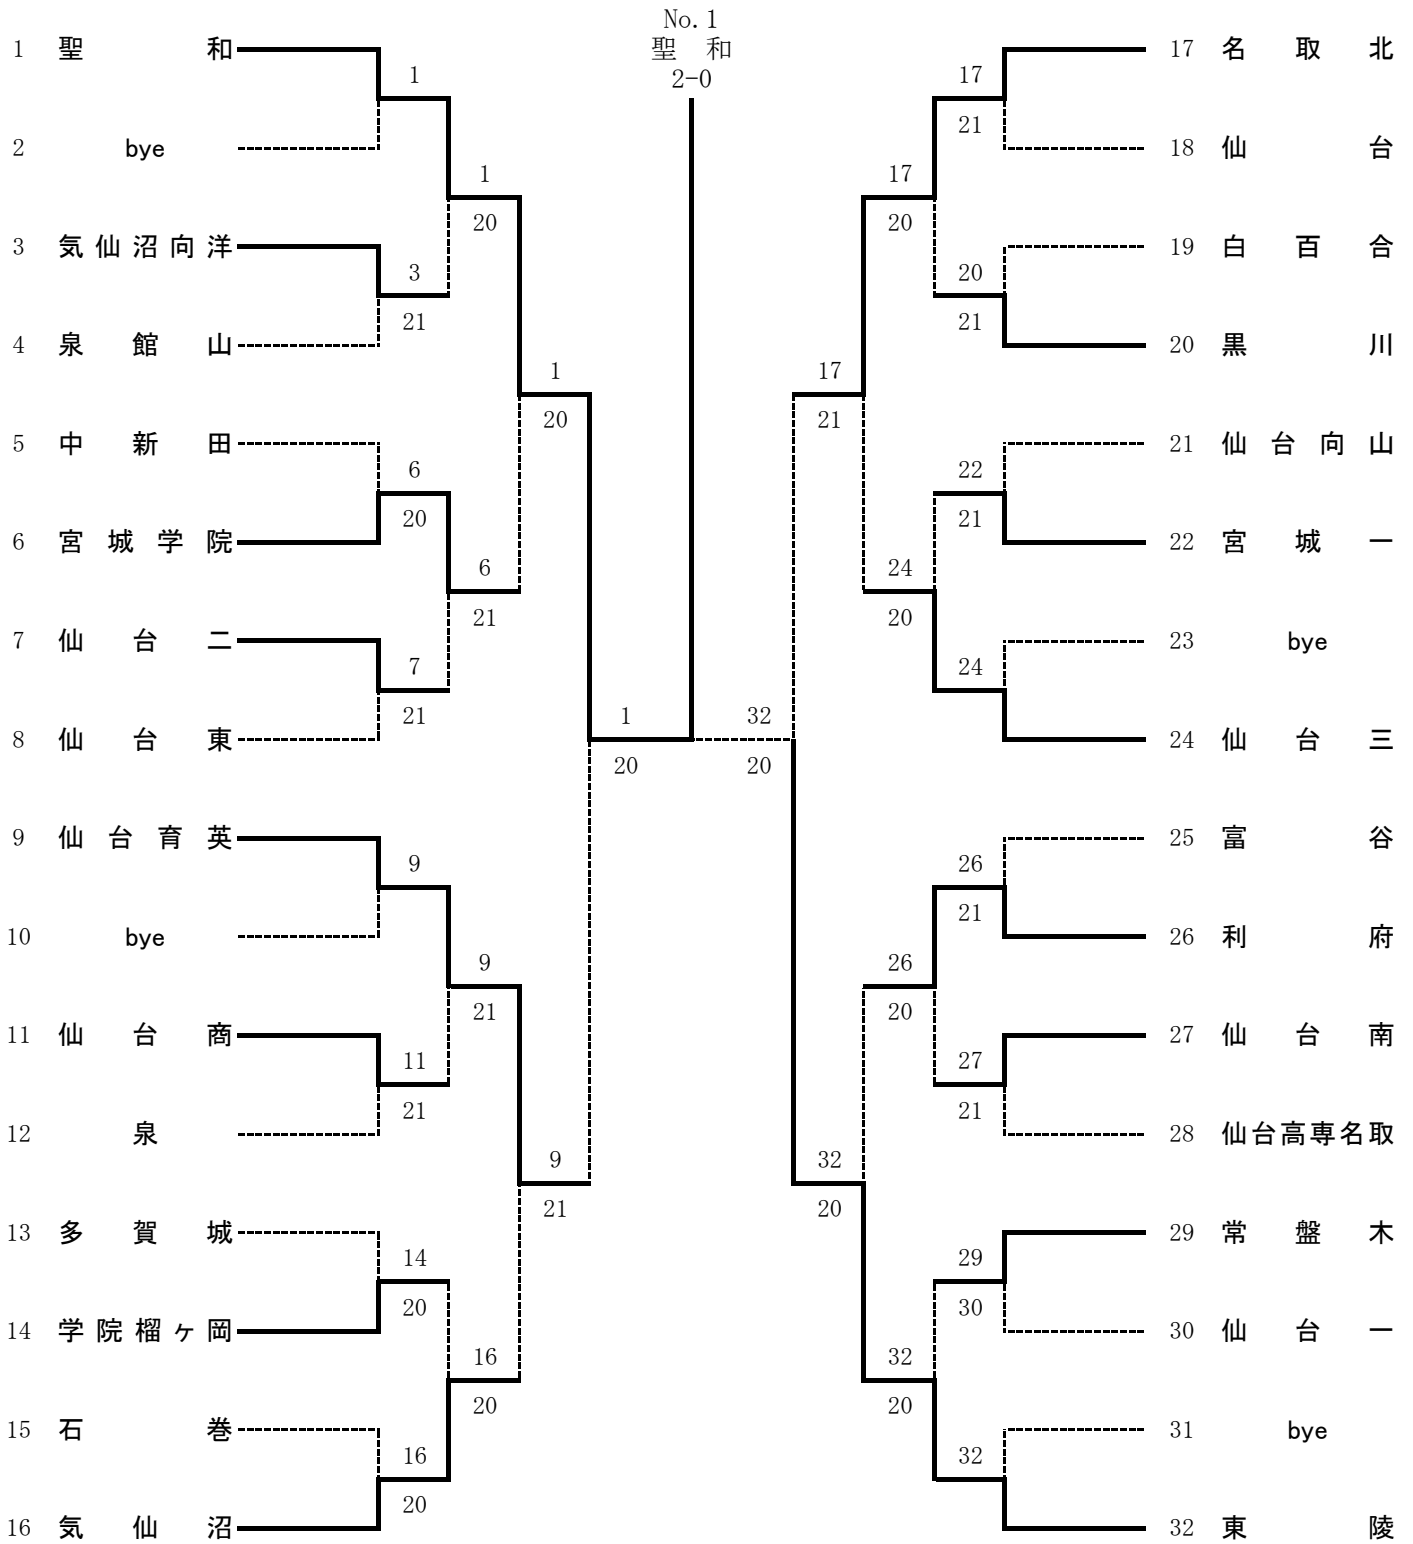 No.1
聖 和
2-0
1 聖 和
2 bye
3 気仙沼向洋
4 泉 館 山
5 中 新 田
6 宮城学院
7 仙 台 二
8 仙 台 東
9 仙台育英
10 bye
11 仙 台 商
12 泉
13 多 賀 城
14 学院榴ヶ岡
15 石 巻
16 気 仙 沼
1
3
21
6
20
7
21
9
11
21
14
20
16
20
1
20
6
21
9
21
16
20
1
20
9
21
1
20
32
20
17
21
32
20
17
20
24
20
26
20
32
20
17
21
20
21
22
21
24
26
21
27
21
29
30
32
17 名 取 北
18 仙 台
19 白 百 合
20 黒 川
21 仙台向山
22 宮 城 一
23 bye
24 仙 台 三
25 富 谷
26 利 府
27 仙 台 南
28 仙台高専名取
29 常 盤 木
30 仙 台 一
31 bye
32 東 陵